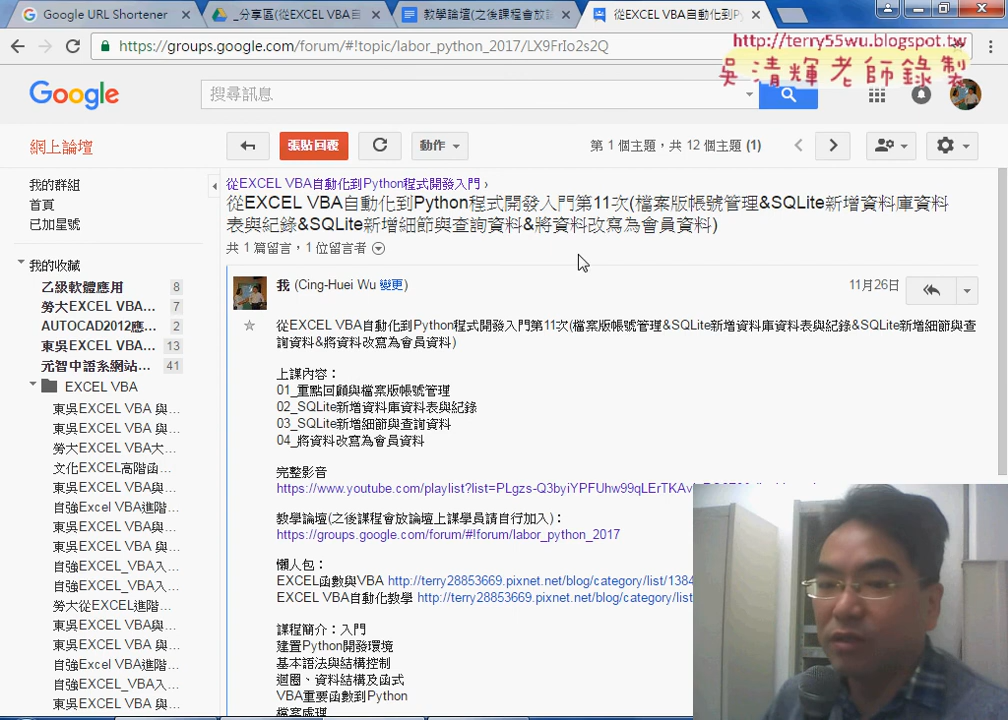 Google URL Shortener
_分享區(從EXCEL VBA自
教學論壇(之後課程會放論
從EXCEL VBA自動化到Py
https://groups.google.com/forum/#!topic/labor_python_2017/LX9FrIo2s2Q
http://terry55wu.blogspot.tw
吳清輝老師錄製
Google
搜尋訊息
網上論壇
張貼回覆
動作
第 1 個主題，共 12 個主題 (1)
我的群組
首頁
已加星號
我的收藏
乙級軟體應用 8
勞大EXCEL VBA... 7
AUTOCAD2012應... 2
東吳EXCEL VBA... 13
元智中語系網站... 41
EXCEL VBA
東吳EXCEL VBA 與...
東吳EXCEL VBA 與...
勞大EXCEL VBA大...
文化EXCEL高階函...
東吳EXCEL VBA與...
自強Excel VBA進階...
東吳EXCEL VBA與...
東吳EXCEL VBA與...
自強EXCEL_VBA入...
自強EXCEL_VBA入...
勞大從EXCEL進階...
東吳EXCEL VBA與...
東吳EXCEL VBA 與...
自強Excel VBA進階...
自強EXCEL_VBA入...
東吳EXCEL VBA 與...
從EXCEL VBA自動化到Python程式開發入門 ›
從EXCEL VBA自動化到Python程式開發入門第11次(檔案版帳號管理&SQLite新增資料庫資料
表與紀錄&SQLite新增細節與查詢資料&將資料改寫為會員資料)
共 1 篇留言，1 位留言者
我 (Cing-Huei Wu 變更)
11月26日
從EXCEL VBA自動化到Python程式開發入門第11次(檔案版帳號管理&SQLite新增資料庫資料表與紀錄&SQLite新增細節與查
詢資料&將資料改寫為會員資料)
上課內容：
01_重點回顧與檔案版帳號管理
02_SQLite新增資料庫資料表與紀錄
03_SQLite新增細節與查詢資料
04_將資料改寫為會員資料
完整影音
教學論壇(之後課程會放論壇上課學員請自行加入)：
https://groups.google.com/forum/#!forum/labor_python_2017
懶人包：
EXCEL函數與VBA http://terry28853669.pixnet.net/blog/category/list/1384
EXCEL VBA自動化教學 http://terry28853669.pixnet.net/blog/category/list
課程簡介：入門
建置Python開發環境
基本語法與結構控制
迴圈、資料結構及函式
VBA重要函數到Python
檔案處理